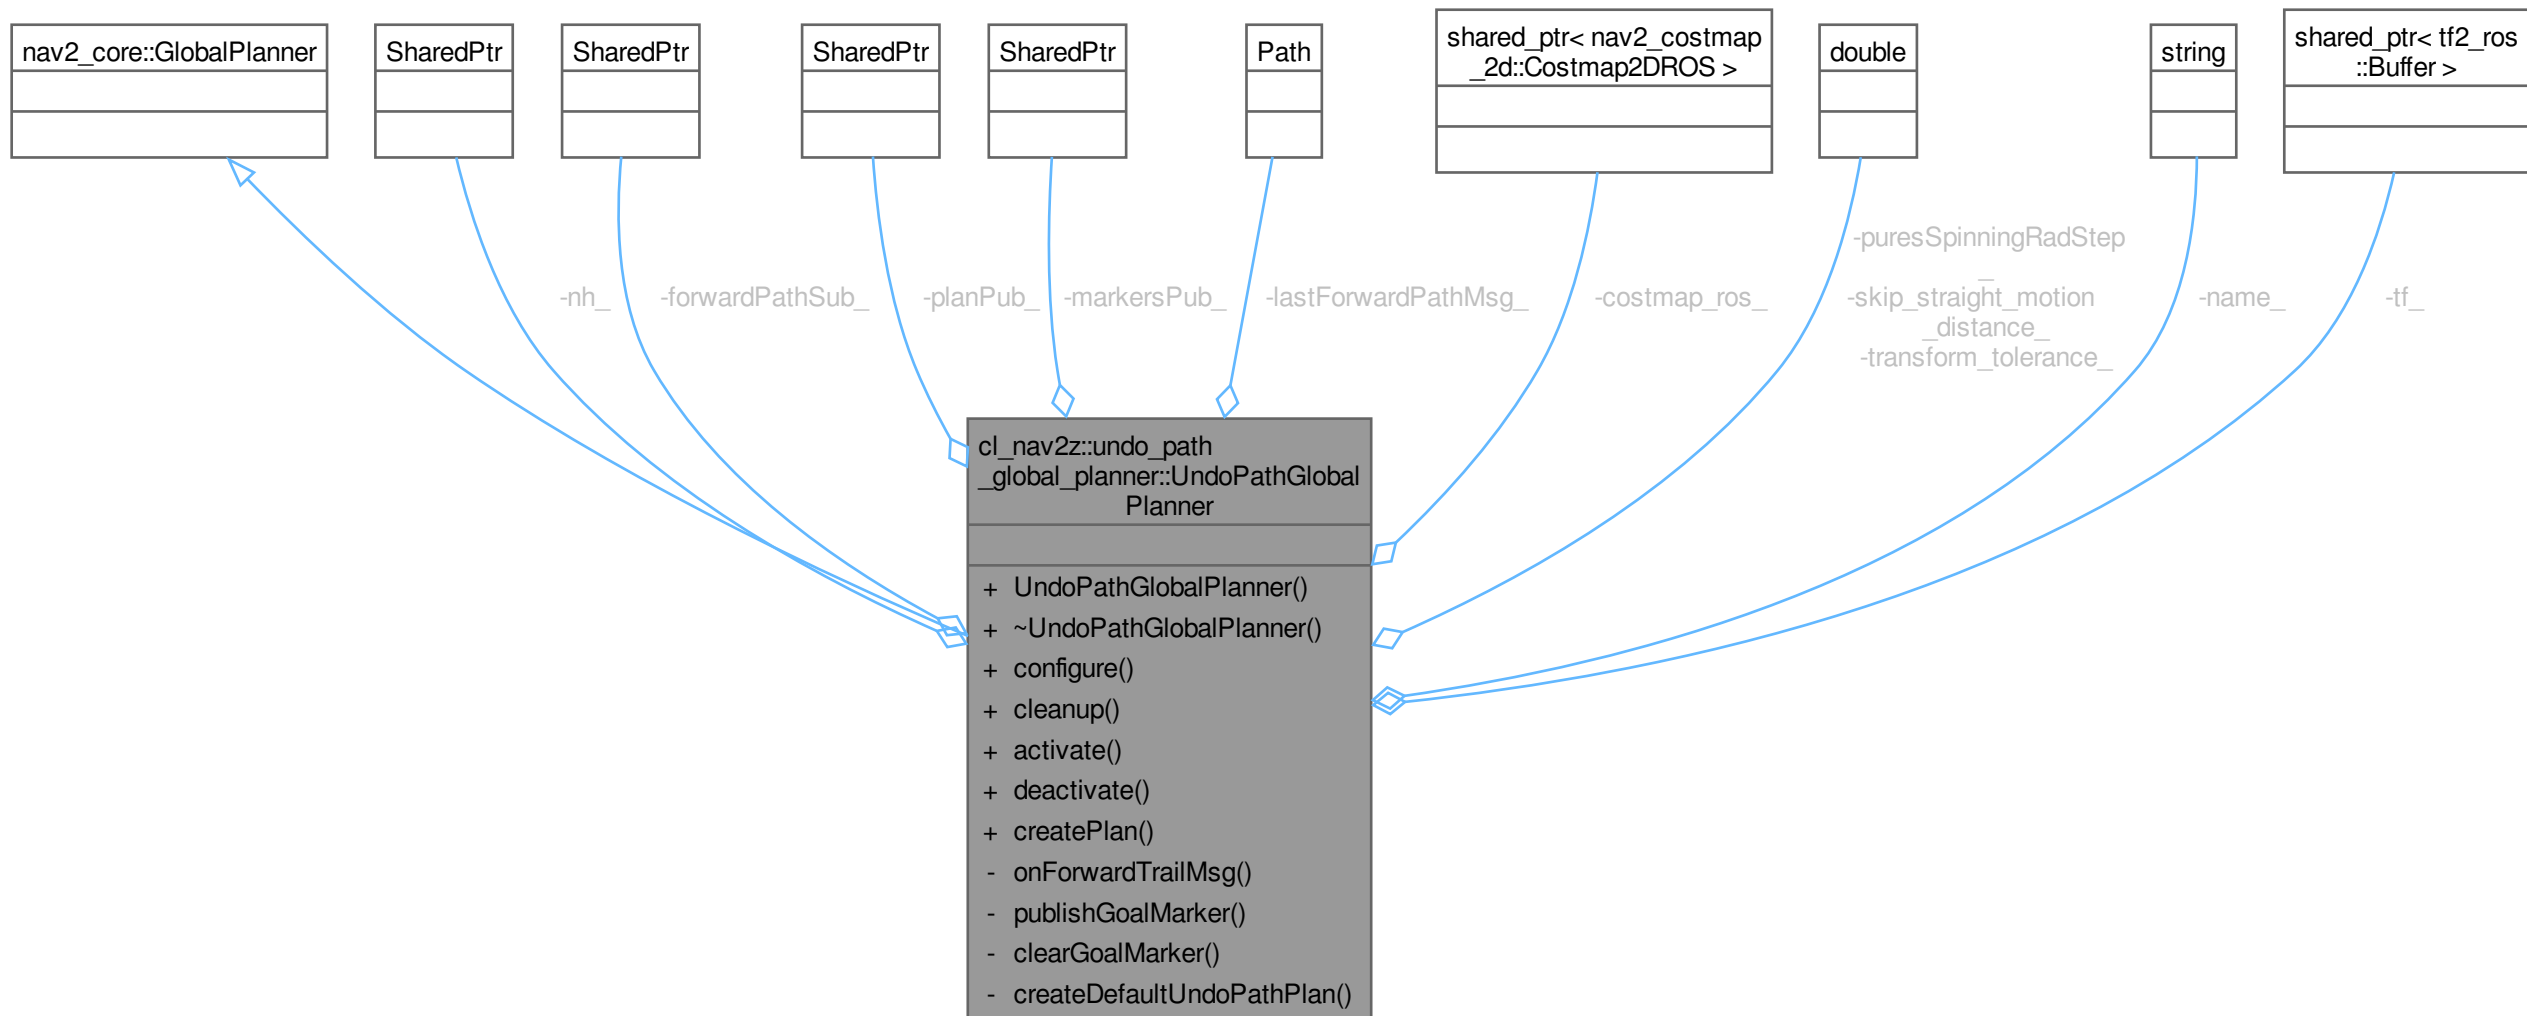 nav2_core::GlobalPlanner
SharedPtr
SharedPtr
SharedPtr
SharedPtr
Path
shared_ptr< nav2_costmap
_2d::Costmap2DROS >
double
string
shared_ptr< tf2_ros
::Buffer >
-nh_
-forwardPathSub_
-planPub_
-markersPub_
-lastForwardPathMsg_
-costmap_ros_
-puresSpinningRadStep
_
-skip_straight_motion
_distance_
-transform_tolerance_
-name_
-tf_
cl_nav2z::undo_path
_global_planner::UndoPathGlobal
Planner
+ UndoPathGlobalPlanner()
+ ~UndoPathGlobalPlanner()
+ configure()
+ cleanup()
+ activate()
+ deactivate()
+ createPlan()
- onForwardTrailMsg()
- publishGoalMarker()
- clearGoalMarker()
- createDefaultUndoPathPlan()